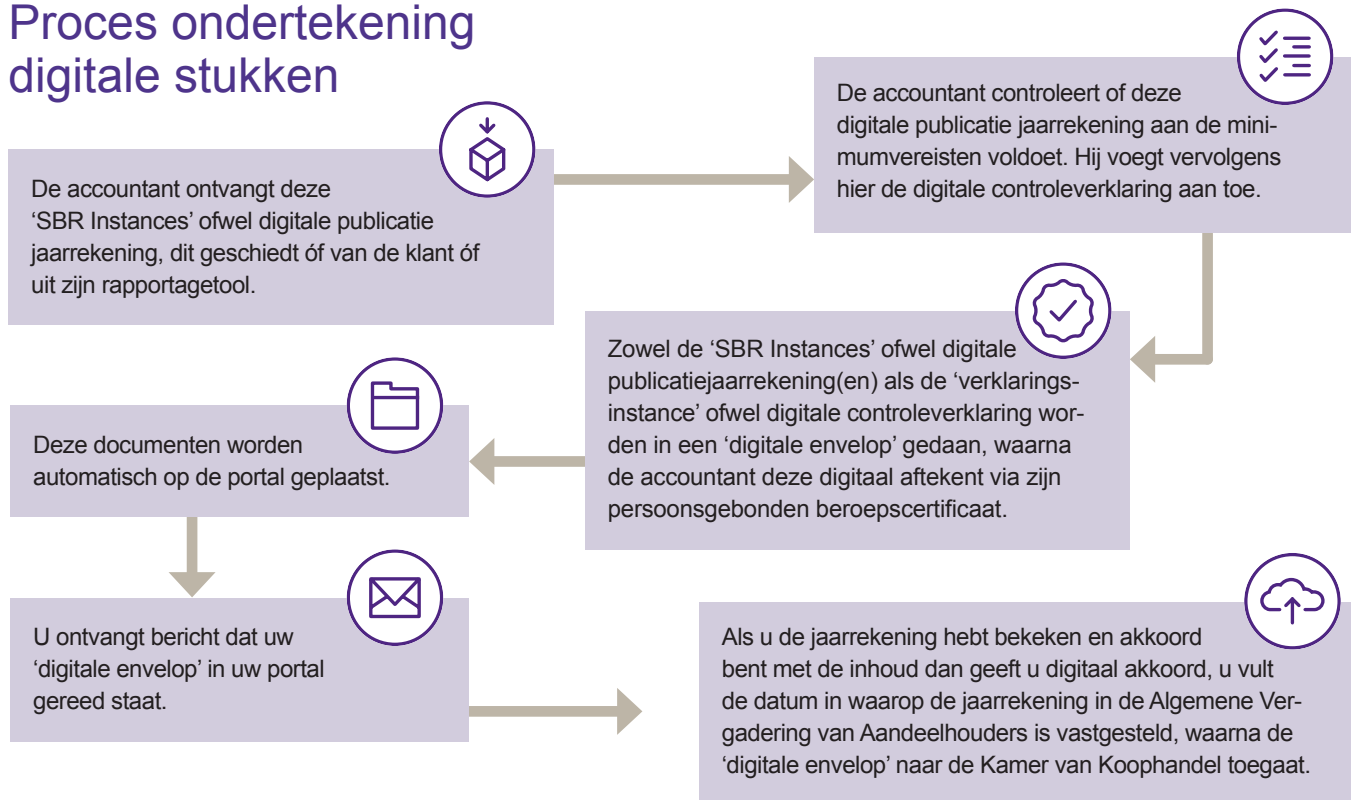 Proces ondertekening
digitale stukken
De accountant ontvangt deze
‘SBR Instances’ ofwel digitale publicatie
jaarrekening, dit geschiedt óf van de klant óf
uit zijn rapportagetool.
De accountant controleert of deze
digitale publicatie jaarrekening aan de mini-
mumvereisten voldoet. Hij voegt vervolgens
hier de digitale controleverklaring aan toe.
Zowel de ‘SBR Instances’ ofwel digitale
publicatiejaarrekening(en) als de ‘verklarings-
instance’ ofwel digitale controleverklaring wor-
den in een ‘digitale envelop’ gedaan, waarna
de accountant deze digitaal aftekent via zijn
persoonsgebonden beroepscertificaat.
Deze documenten worden
automatisch op de portal geplaatst.
U ontvangt bericht dat uw
‘digitale envelop’ in uw portal
gereed staat.
Als u de jaarrekening hebt bekeken en akkoord
bent met de inhoud dan geeft u digitaal akkoord, u vult
de datum in waarop de jaarrekening in de Algemene Ver-
gadering van Aandeelhouders is vastgesteld, waarna de
‘digitale envelop’ naar de Kamer van Koophandel toegaat.